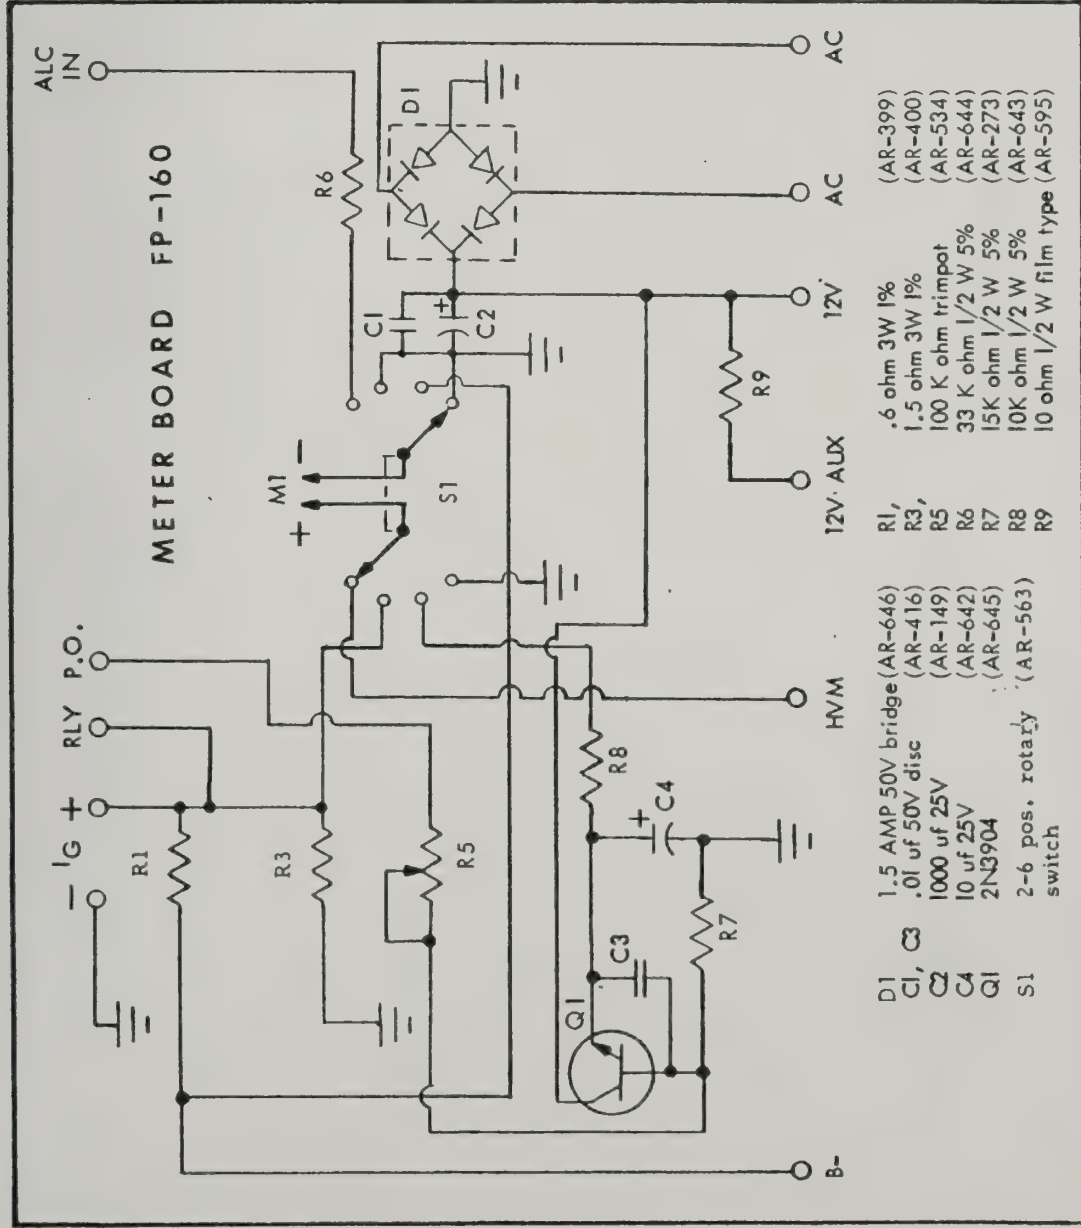 METER BOARD FP-160
ALC IN
RLY P.O.
− IG +
R1
R3
R5
R6
D1
M1
+ −
S1
C1
+
C2
R8
R9
C4
+
C3
Q1
R7
B-
HVM
12V AUX
12V
AC
AC
D1 1.5 AMP 50V bridge (AR-646)
C1, C3 .01 uf 50V disc (AR-416)
C2 1000 uf 25V (AR-149)
C4 10 uf 25V (AR-642)
Q1 2N3904 (AR-645)
S1 2-6 pos. rotary (AR-563)
switch
R1, .6 ohm 3W 1% (AR-399)
R3, 1.5 ohm 3W 1% (AR-400)
R5 100 K ohm trimpot (AR-534)
R6 33 K ohm 1/2 W 5% (AR-644)
R7 15K ohm 1/2 W 5% (AR-273)
R8 10K ohm 1/2 W 5% (AR-643)
R9 10 ohm 1/2 W film type (AR-595)